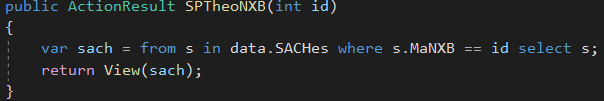 public ActionResult SPTheoNXB(int id)
{
    var sach = from s in data.SACHes where s.MaNXB == id select s;
    return View(sach);
}